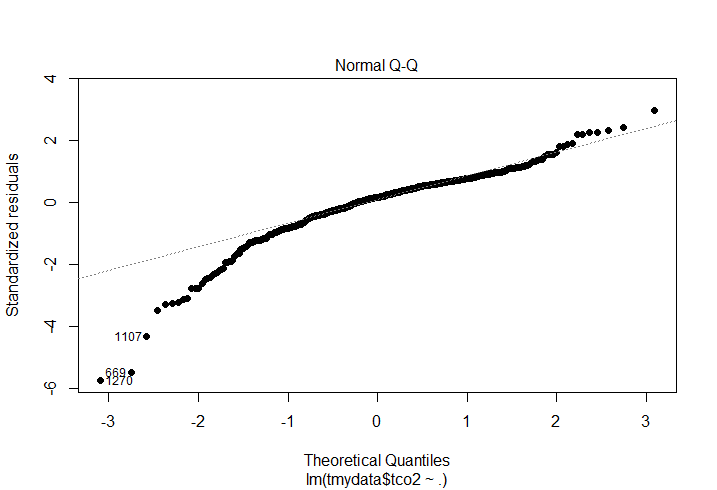 Normal Q-Q
4
2
0
-2
-4
-6
Standardized residuals
1107
669
1270
-3 -2 -1 0 1 2 3
Theoretical Quantiles
lm(tmydata$tco2 ~ .)